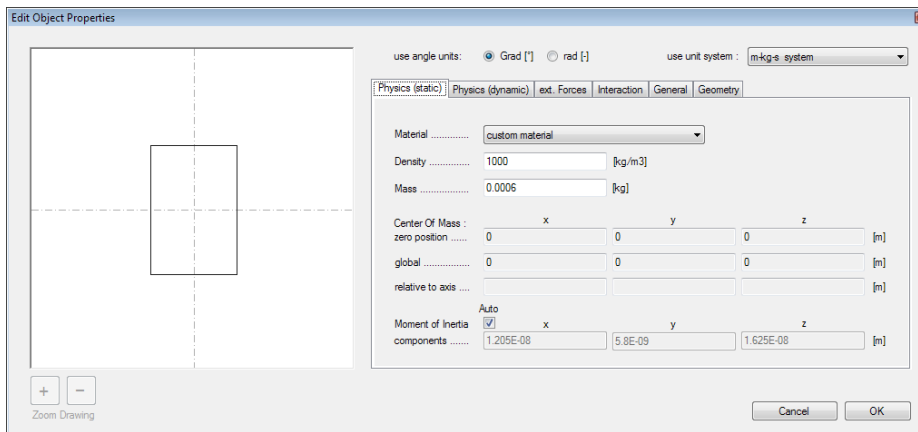 Edit Object Properties
use angle units: Grad [°] rad [-] use unit system : m-kg-s system
Physics (static) Physics (dynamic) ext. Forces Interaction General Geometry
Material .............. custom material
Density ............... 1000 [kg/m3]
Mass .................. 0.0006 [kg]
Center Of Mass : x y z
zero position ...... 0 0 0 [m]
global ................ 0 0 0 [m]
relative to axis .... [m]
Auto
Moment of Inertia x y z
components ....... 1.205E-08 5.8E-09 1.625E-08 [m]
+ −
Zoom Drawing
Cancel OK